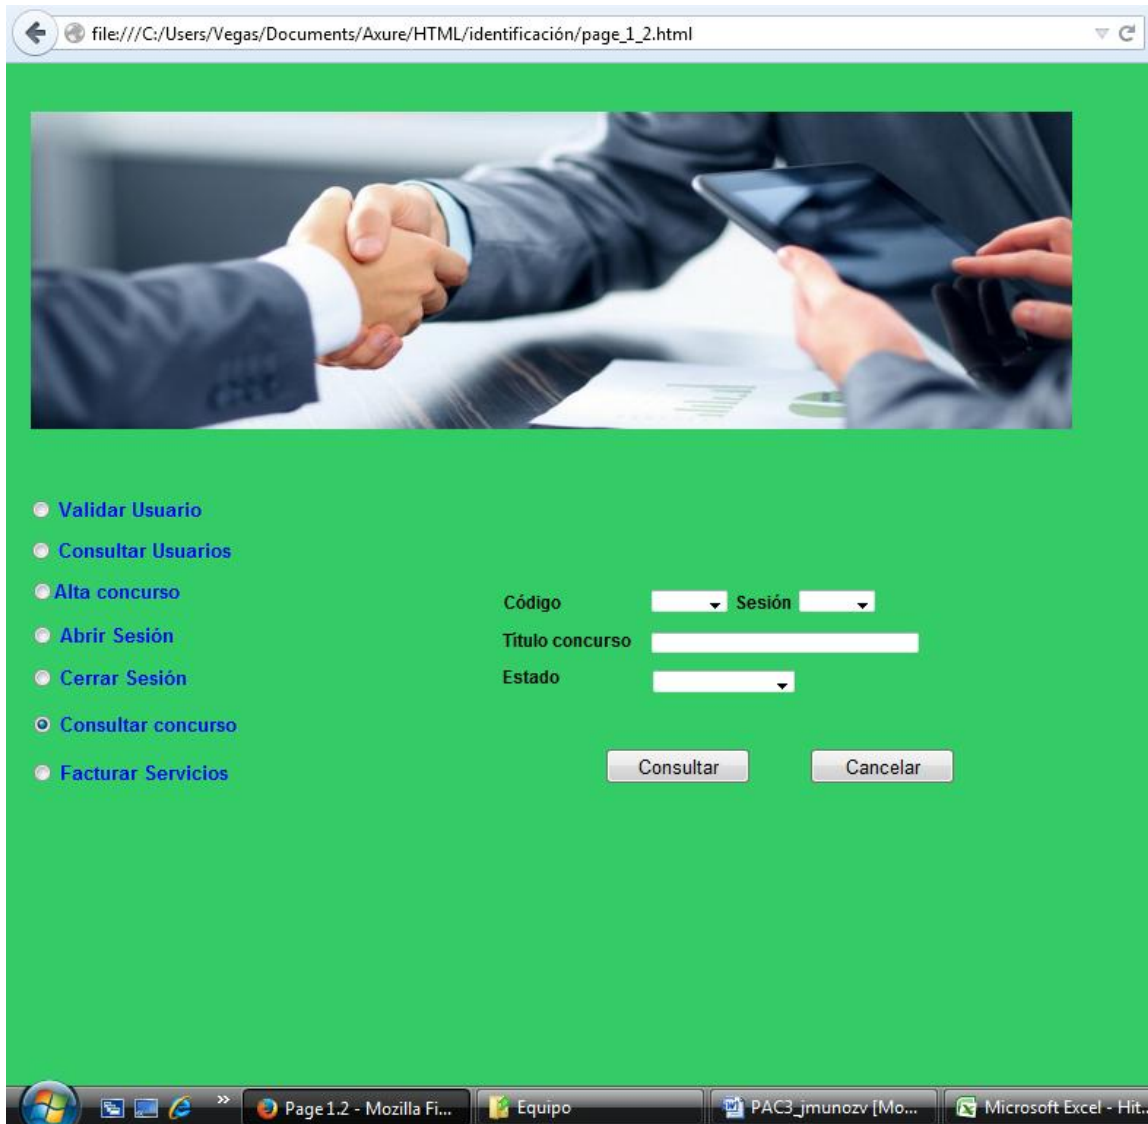 file:///C:/Users/Vegas/Documents/Axure/HTML/identificación/page_1_2.html
Validar Usuario
Consultar Usuarios
Alta concurso
Abrir Sesión
Cerrar Sesión
Consultar concurso
Facturar Servicios
Código
Sesión
Título concurso
Estado
Consultar
Cancelar
Page 1.2 - Mozilla Fi...
Equipo
PAC3_jmunozv [Mo...
Microsoft Excel - Hit...